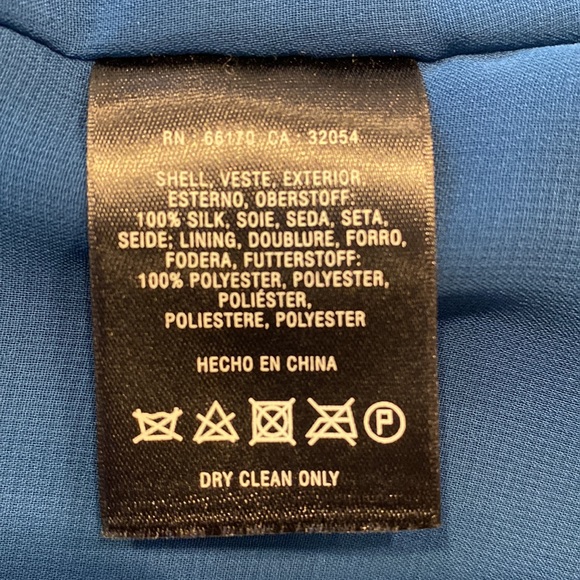 RN : 66170 CA : 32054
SHELL, VESTE, EXTERIOR
ESTERNO, OBERSTOFF:
100% SILK, SOIE, SEDA, SETA,
SEIDE; LINING, DOUBLURE, FORRO,
FODERA, FUTTERSTOFF:
100% POLYESTER, POLYESTER,
POLIÉSTER,
POLIESTERE, POLYESTER
HECHO EN CHINA
P
DRY CLEAN ONLY